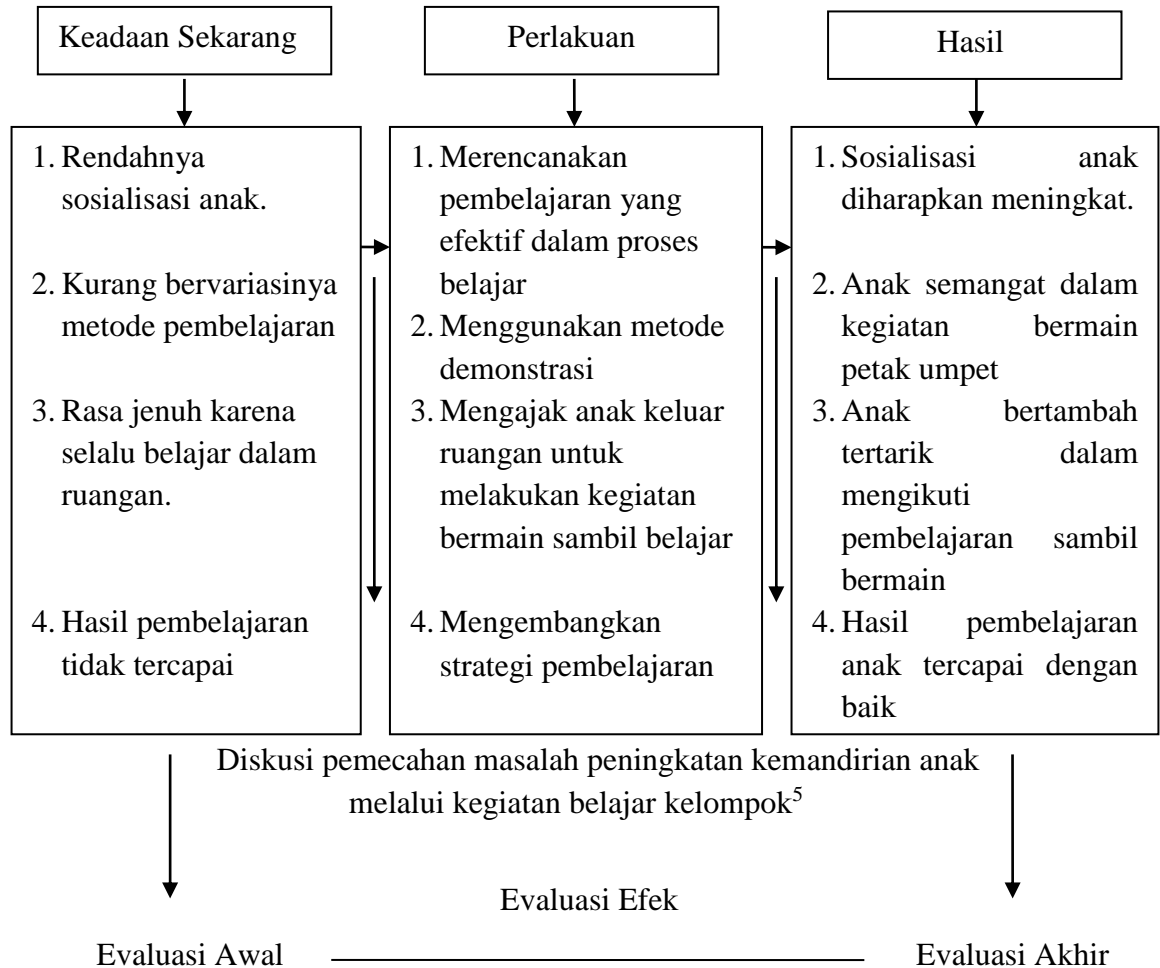 Keadaan Sekarang
Perlakuan
Hasil
1. Rendahnya
sosialisasi anak.
2. Kurang bervariasinya
metode pembelajaran
3. Rasa jenuh karena
selalu belajar dalam
ruangan.
4. Hasil pembelajaran
tidak tercapai
1. Merencanakan
pembelajaran yang
efektif dalam proses
belajar
2. Menggunakan metode
demonstrasi
3. Mengajak anak keluar
ruangan untuk
melakukan kegiatan
bermain sambil belajar
4. Mengembangkan
strategi pembelajaran
1. Sosialisasi anak
diharapkan meningkat.
2. Anak semangat dalam
kegiatan bermain
petak umpet
3. Anak bertambah
tertarik dalam
mengikuti
pembelajaran sambil
bermain
4. Hasil pembelajaran
anak tercapai dengan
baik
Diskusi pemecahan masalah peningkatan kemandirian anak
melalui kegiatan belajar kelompok⁵
Evaluasi Efek
Evaluasi Awal
Evaluasi Akhir